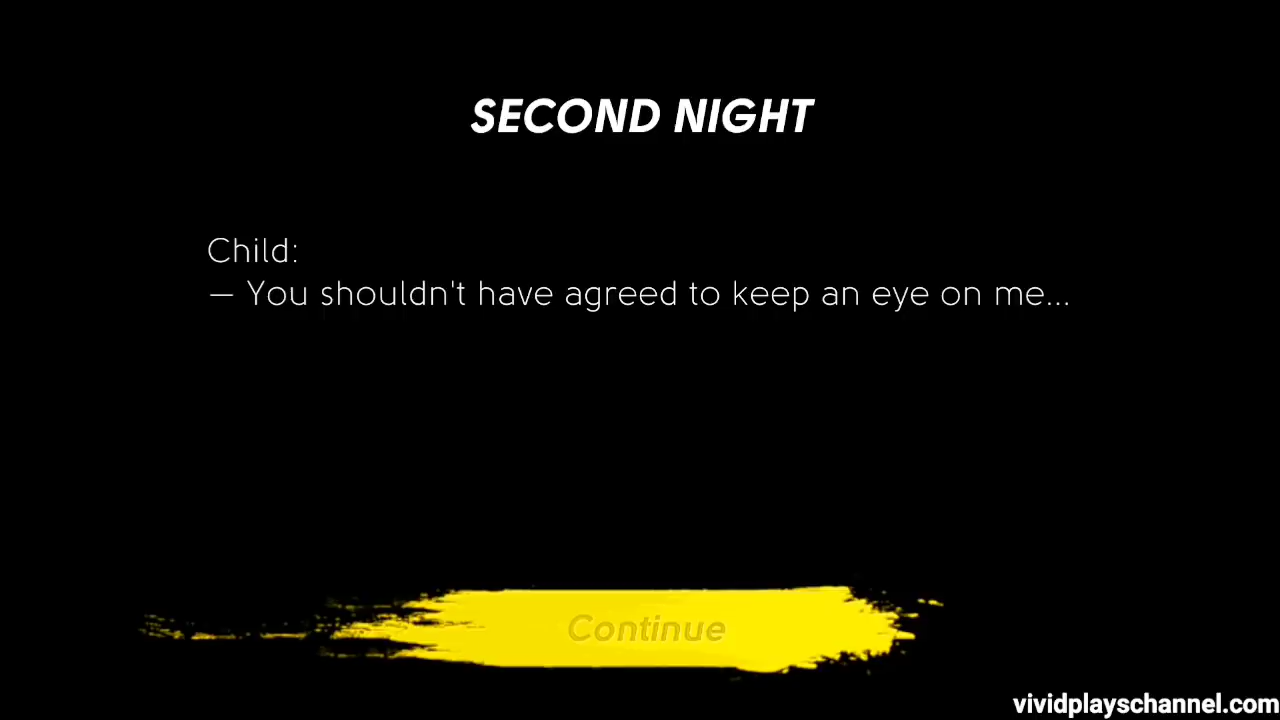 SECOND NIGHT
Child:
— You shouldn't have agreed to keep an eye on me...
Continue
vividplayschannel.com